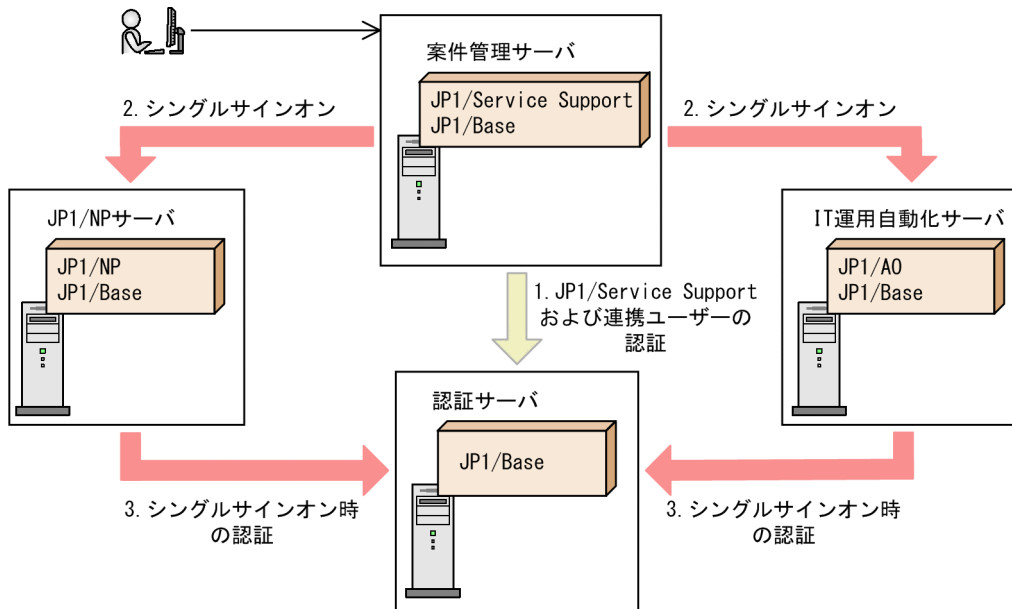 案件管理サーバ
JP1/Service Support
JP1/Base
2.シングルサインオン
2.シングルサインオン
JP1/NPサーバ
JP1/NP
JP1/Base
IT運用自動化サーバ
JP1/AO
JP1/Base
1.JP1/Service Support
および連携ユーザーの
認証
認証サーバ
JP1/Base
3.シングルサインオン時
の認証
3.シングルサインオン時
の認証